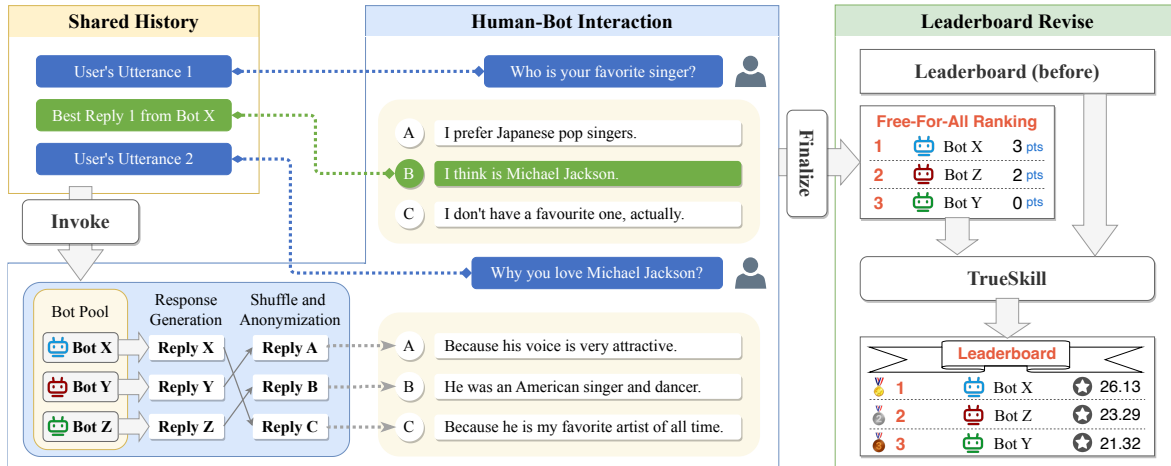 Shared History
User's Utterance 1
Best Reply 1 from Bot X
User's Utterance 2
Invoke
Bot Pool
Bot X
Bot Y
Bot Z
Response
Generation
Reply X
Reply Y
Reply Z
Shuffle and
Anonymization
Reply A
Reply B
Reply C
Human-Bot Interaction
Who is your favorite singer?
A I prefer Japanese pop singers.
B I think is Michael Jackson.
C I don't have a favourite one, actually.
Why you love Michael Jackson?
A Because his voice is very attractive.
B He was an American singer and dancer.
C Because he is my favorite artist of all time.
Finalize
Leaderboard Revise
Leaderboard (before)
Free-For-All Ranking
1 Bot X 3 pts
2 Bot Z 2 pts
3 Bot Y 0 pts
TrueSkill
Leaderboard
1 1 Bot X 26.13
2 2 Bot Z 23.29
3 3 Bot Y 21.32